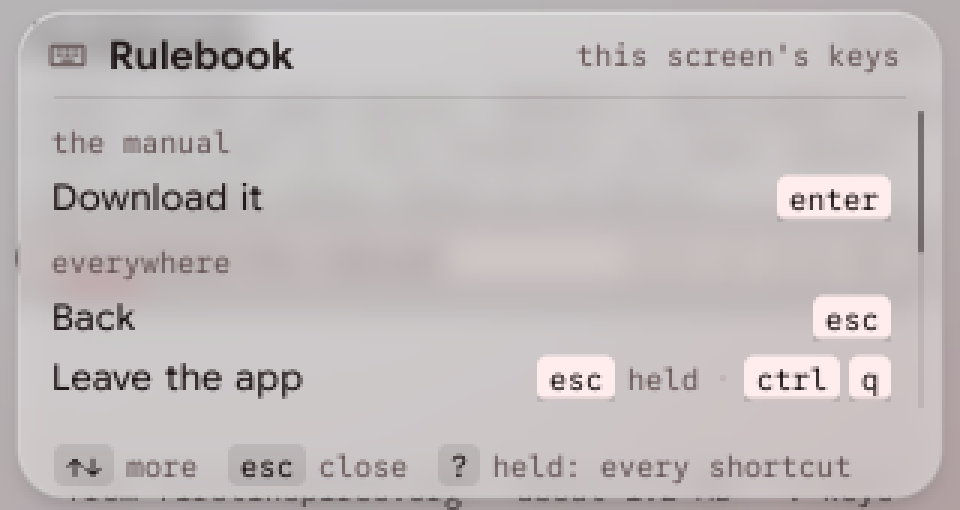 Rulebook this screen's keys
the manual
Download it enter
everywhere
Back esc
Leave the app esc held · ctrl q
↑↓ more esc close ? held: every shortcut